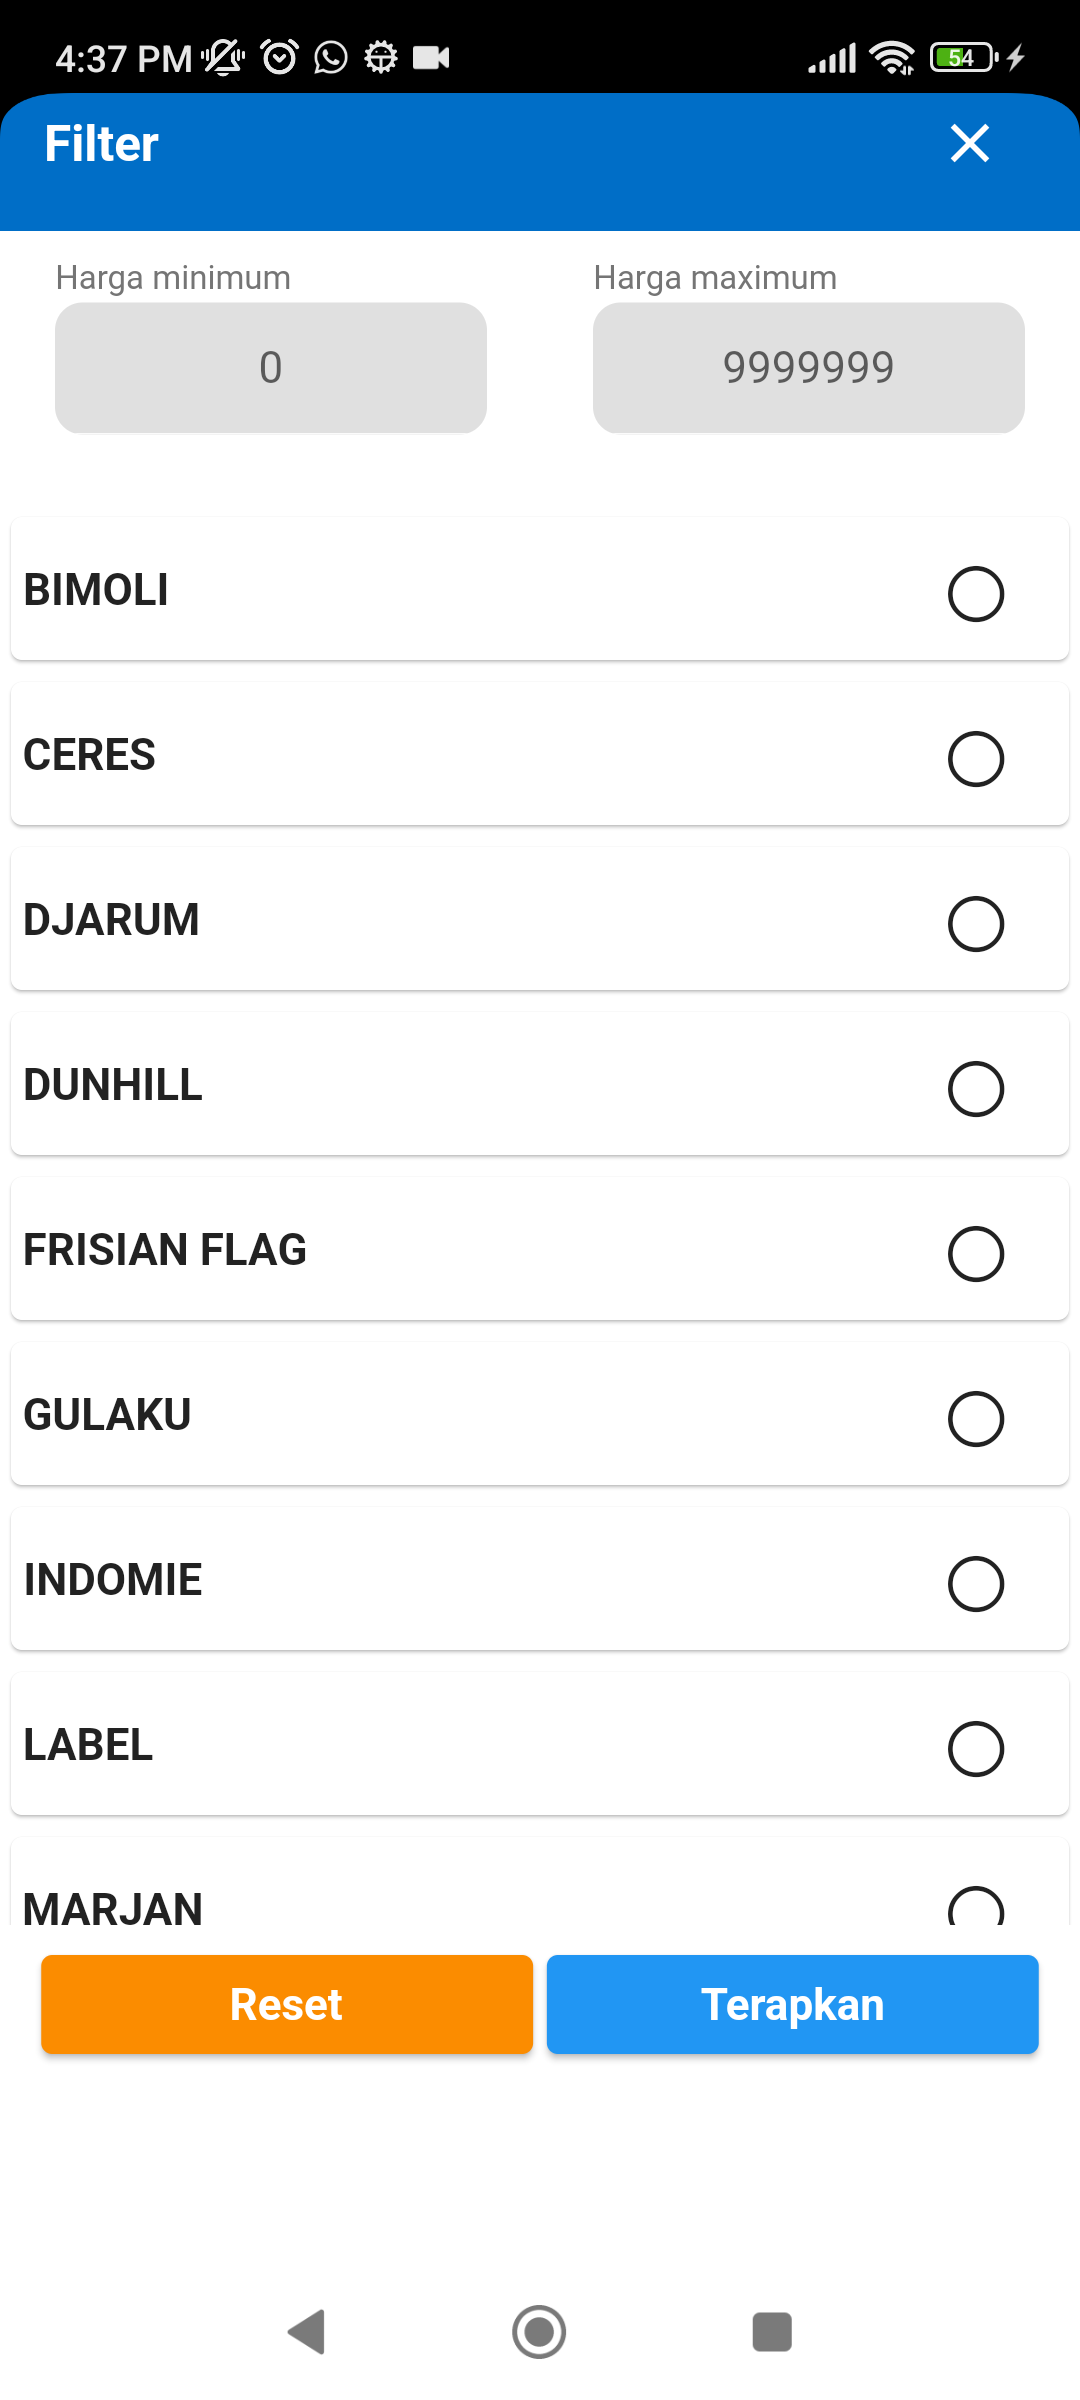 4:37 PM
54
Filter
Harga minimum
Harga maximum
0
9999999
BIMOLI
CERES
DJARUM
DUNHILL
FRISIAN FLAG
GULAKU
INDOMIE
LABEL
MARJAN
Reset
Terapkan